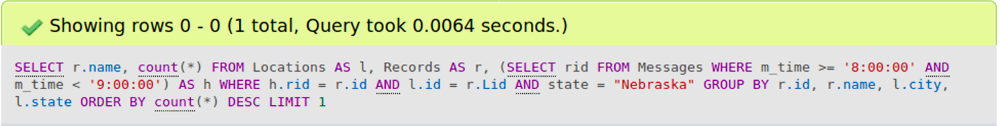 Showing rows 0 - 0 (1 total, Query took 0.0064 seconds.)
SELECT r.name, count(*) FROM Locations AS l, Records AS r, (SELECT rid FROM Messages WHERE m_time >= '8:00:00' AND
m_time < '9:00:00') AS h WHERE h.rid = r.id AND l.id = r.Lid AND state = "Nebraska" GROUP BY r.id, r.name, l.city,
l.state ORDER BY count(*) DESC LIMIT 1